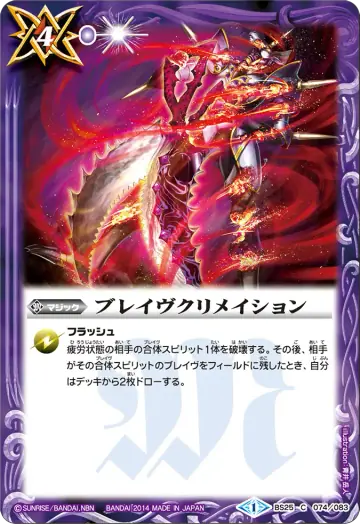 4
マジック ブレイヴクリメイション
フラッシュ
疲労状態の相手の合体スピリット1体を破壊する。その後、相手
がその合体スピリットのブレイヴをフィールドに残したとき、自分
はデッキから2枚ドローする。
illustration:青井岳
©SUNRISE/BANDAI,NBN BANDAI 2014 MADE IN JAPAN 1 BS25-C 074/083